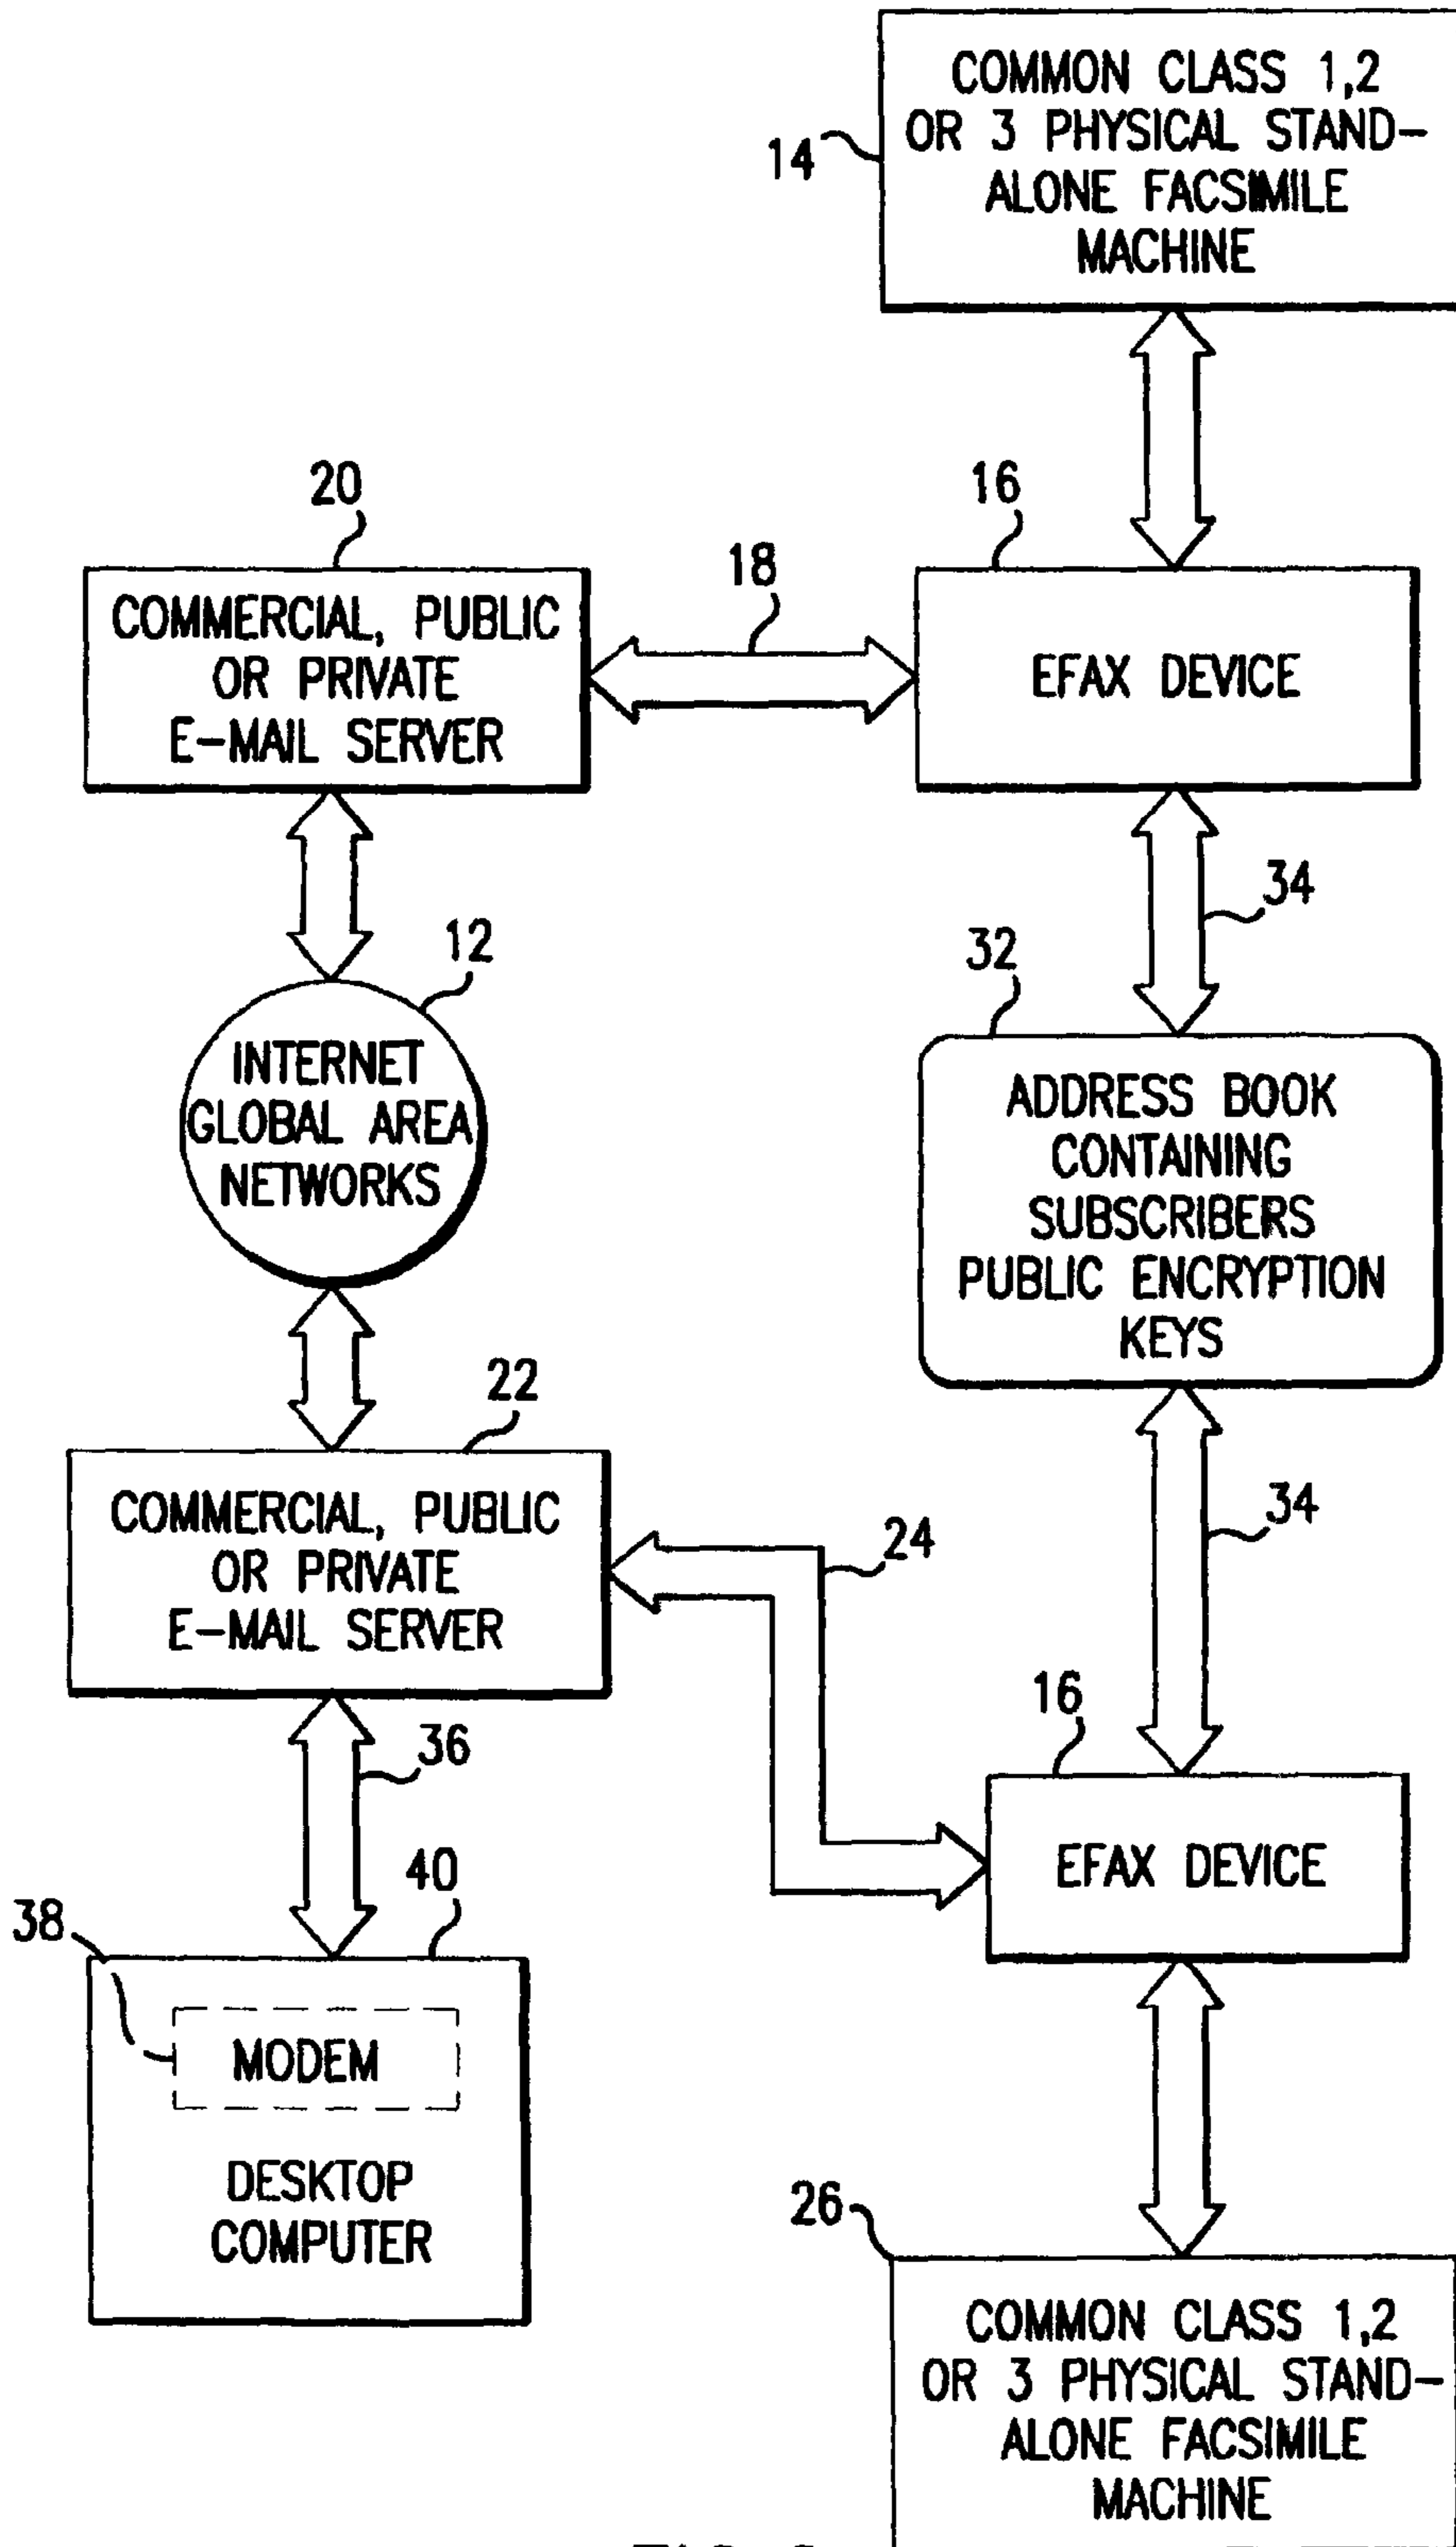 COMMON CLASS 1,2
OR 3 PHYSICAL STAND-
ALONE FACSIMILE
MACHINE
14
20
16
18
COMMERCIAL, PUBLIC
OR PRIVATE
E-MAIL SERVER
EFAX DEVICE
34
12
32
INTERNET
GLOBAL AREA
NETWORKS
ADDRESS BOOK
CONTAINING
SUBSCRIBERS
PUBLIC ENCRYPTION
KEYS
22
34
24
COMMERCIAL, PUBLIC
OR PRIVATE
E-MAIL SERVER
16
36
EFAX DEVICE
40
38
MODEM
DESKTOP
COMPUTER
26
COMMON CLASS 1,2
OR 3 PHYSICAL STAND-
ALONE FACSIMILE
MACHINE